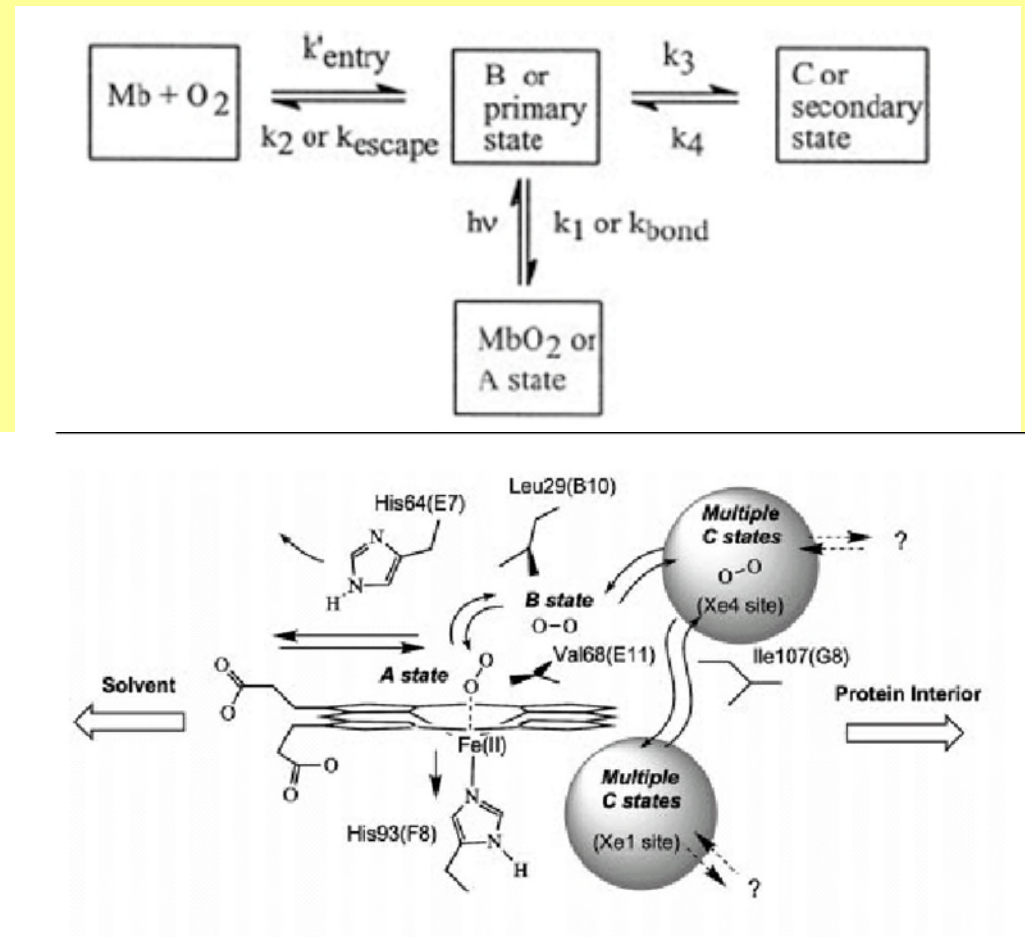 k'entry
k3
Mb + O2
B or
primary
state
C or
secondary
state
k2 or kescape
k4
hν
k1 or kbond
MbO2 or
A state
Leu29(B10)
His64(E7)
Multiple
C states
?
N
O-O
N
H
B state
(Xe4 site)
O-O
Val68(E11)
Ile107(G8)
O
O
A state
O
Solvent
O
Protein Interior
Fe(II)
O
O
Multiple
C states
N
His93(F8)
(Xe1 site)
N
H
?